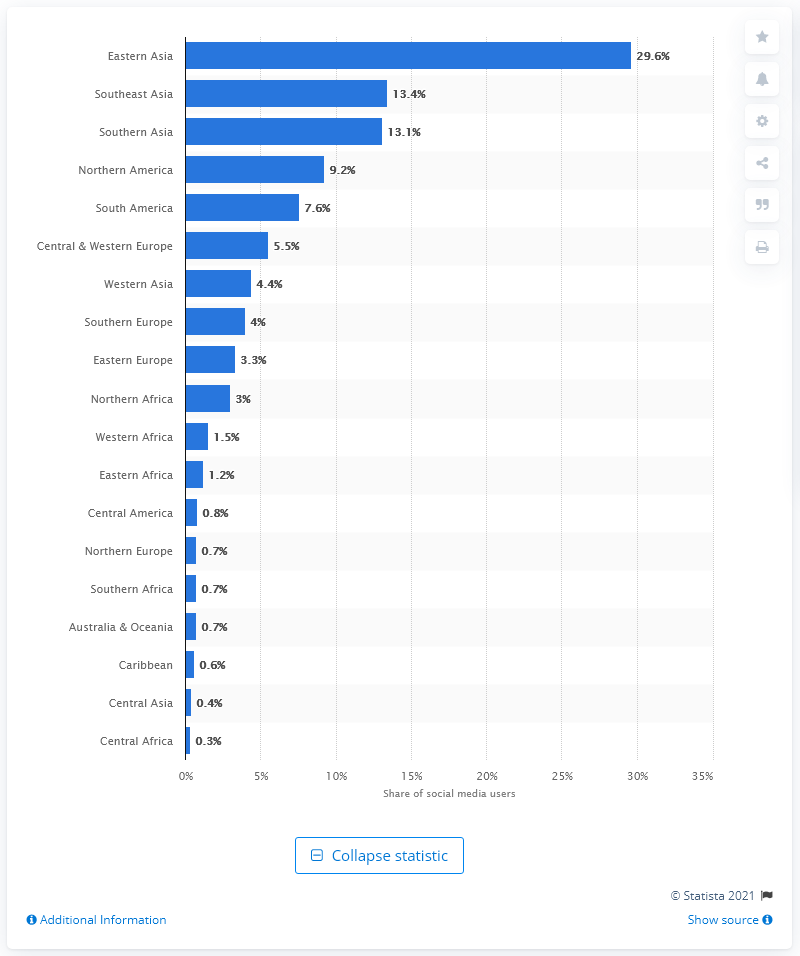 Eastern Asia 29.6%
Southeast Asia 13.4%
Southern Asia 13.1%
Northern America 9.2%
South America 7.6%
Central & Western Europe 5.5%
Western Asia 4.4%
Southern Europe 4%
Eastern Europe 3.3%
Northern Africa 3%
Western Africa 1.5%
Eastern Africa 1.2%
Central America 0.8%
Northern Europe 0.7%
Southern Africa 0.7%
Australia & Oceania 0.7%
Caribbean 0.6%
Central Asia 0.4%
Central Africa 0.3%
0% 5% 10% 15% 20% 25% 30% 35%
Share of social media users
Collapse statistic
© Statista 2021
Additional Information Show source